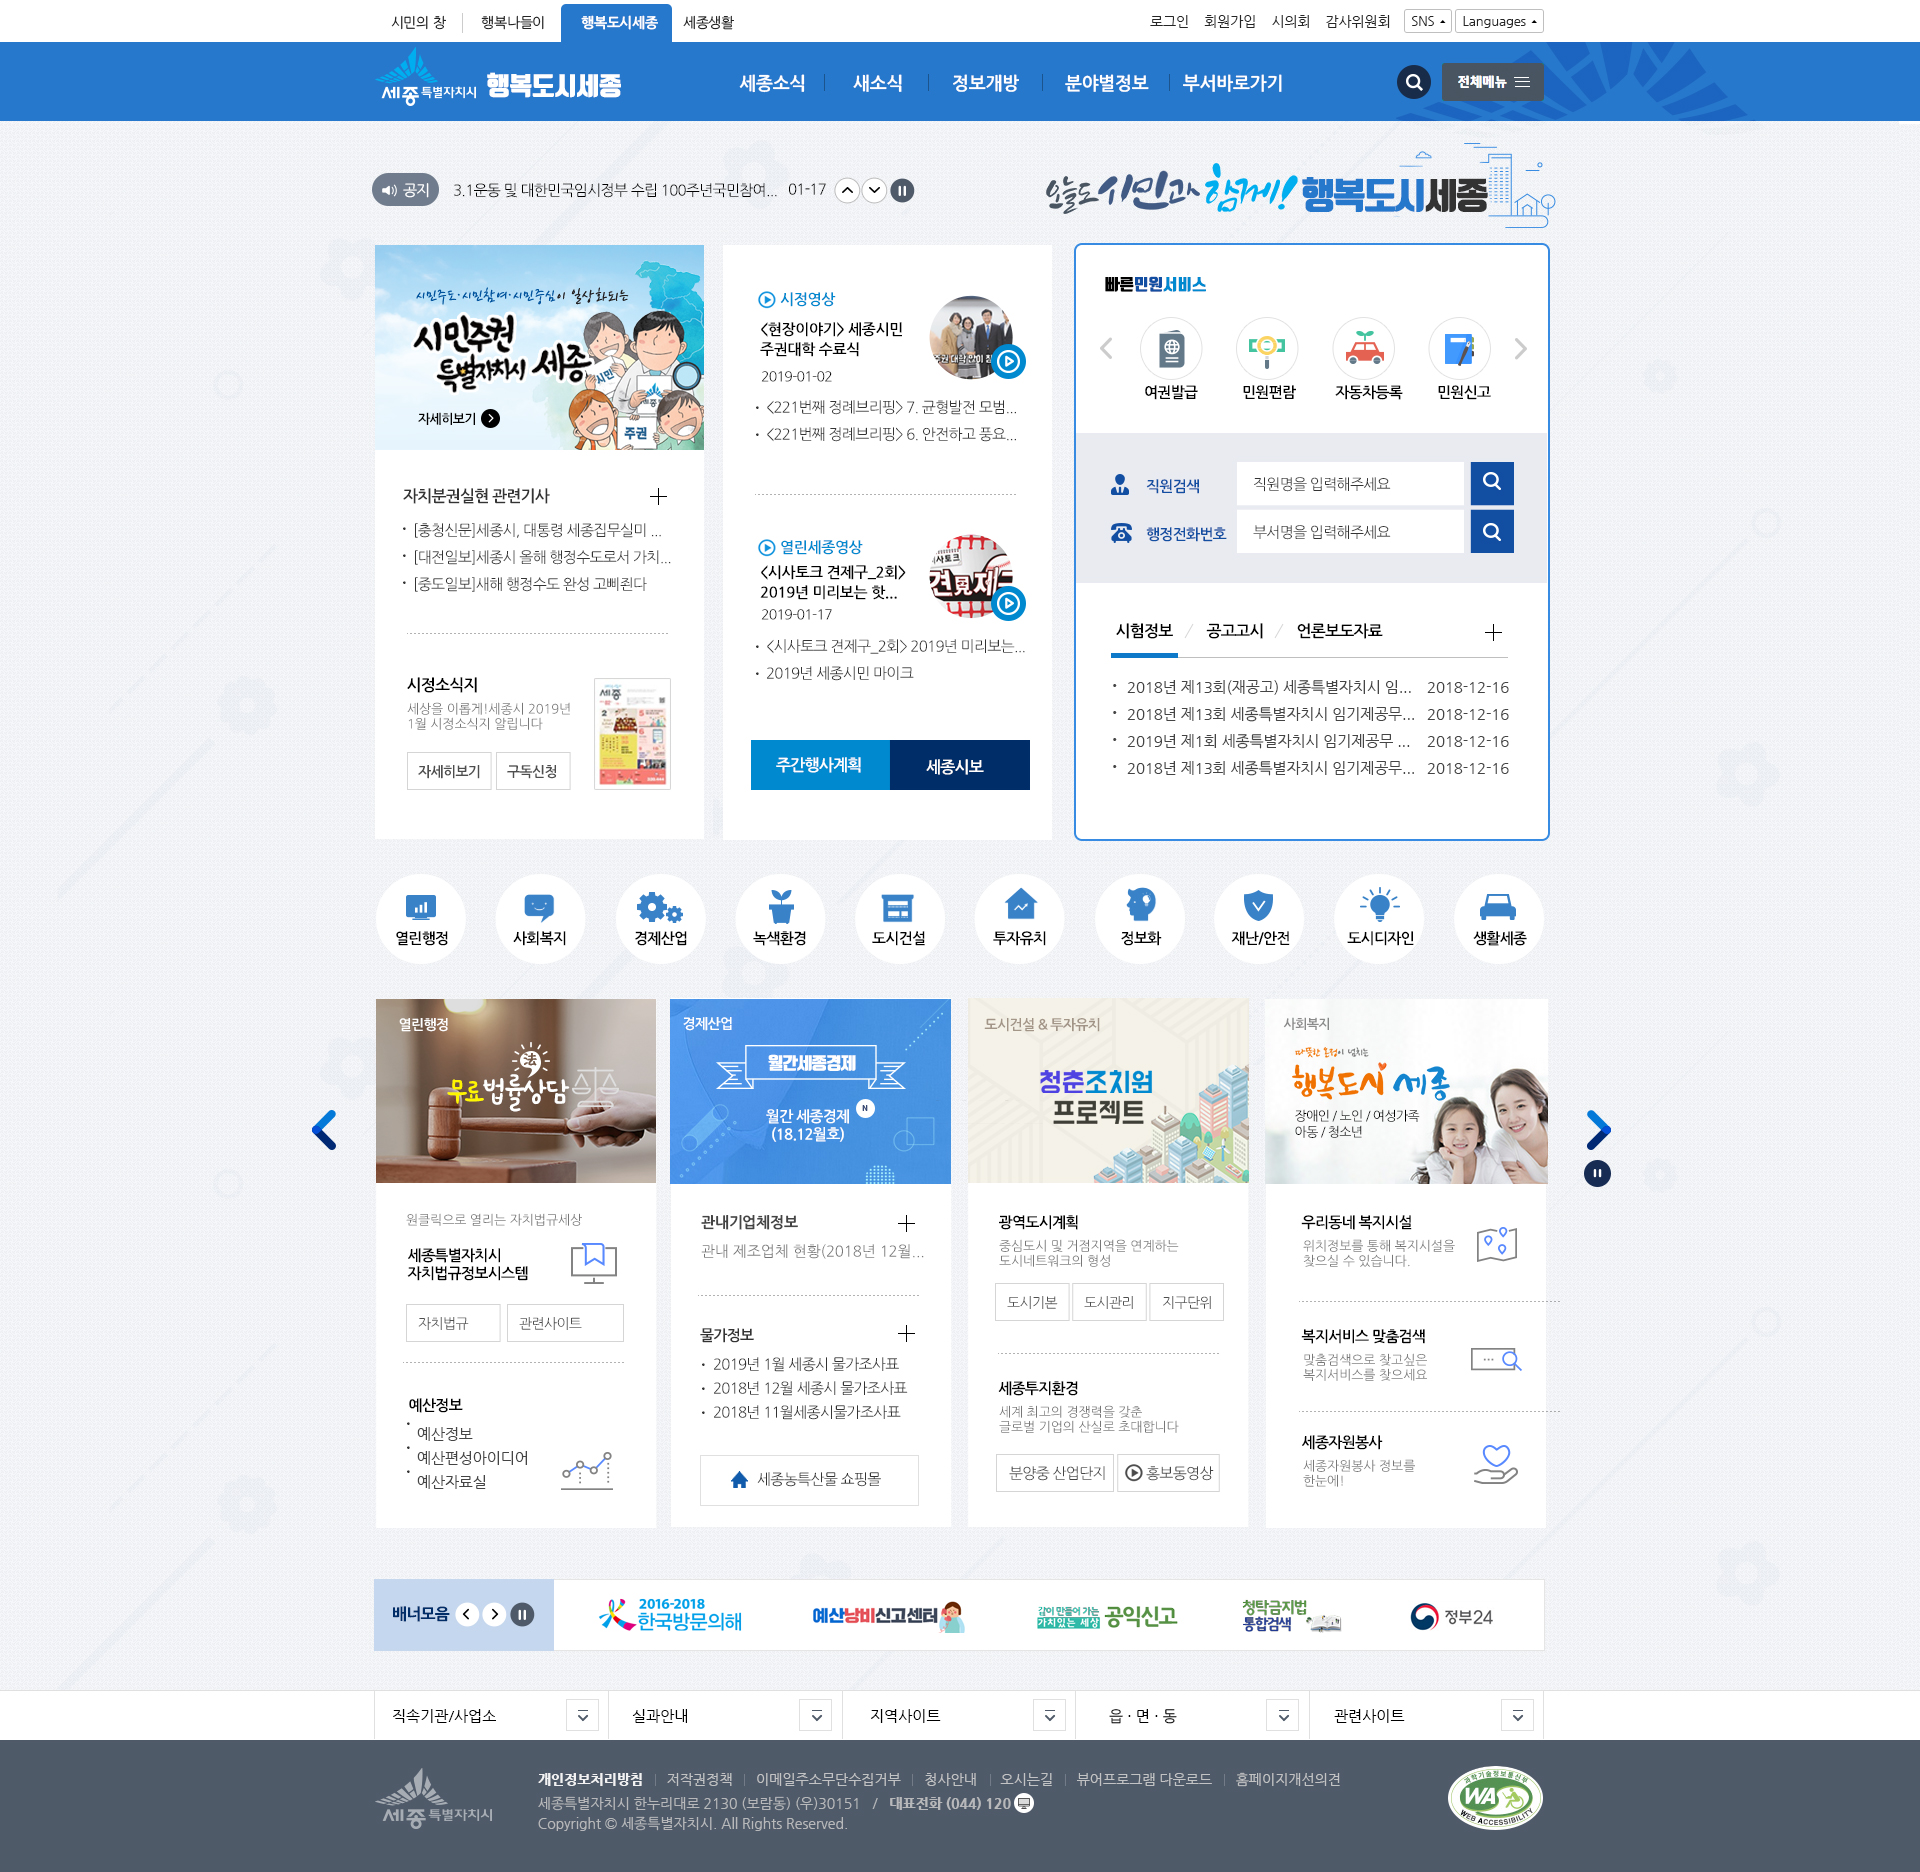 시민의 창
행복나들이
행복도시세종
세종생활
로그인 회원가입 시의회 감사위원회
SNS
Languages
세종특별자치시
행복도시세종
세종소식
새소식
정보개방
분야별정보
부서바로가기
전체메뉴
공지
3.1운동 및 대한민국임시정부 수립 100주년국민참여... 01-17
오늘도 시민과 함께! 행복도시세종
시민주도·시민참여·시민중심이 일상화되는
시민주권
특별자치시 세종
자세히보기
시민
세종
주권
자치분권실현 관련기사
[충청신문]세종시, 대통령 세종집무실미 ...
[대전일보]세종시 올해 행정수도로서 가치...
[중도일보]새해 행정수도 완성 고삐죈다
시정소식지
세상을 이롭게!세종시 2019년
1월 시정소식지 알립니다
자세히보기
구독신청
세종
2
시정영상
<현장이야기> 세종시민
주권대학 수료식
2019-01-02
<221번째 정례브리핑> 7. 균형발전 모범...
<221번째 정례브리핑> 6. 안전하고 풍요...
열린세종영상
<시사토크 견제구_2회>
2019년 미리보는 핫...
2019-01-17
시사토크
견제
<시사토크 견제구_2회> 2019년 미리보는...
2019년 세종시민 마이크
주간행사계획
세종시보
빠른민원서비스
여권발급
민원편람
자동차등록
민원신고
직원검색
직원명을 입력해주세요
행정전화번호
부서명을 입력해주세요
시험정보 / 공고고시 / 언론보도자료
2018년 제13회(재공고) 세종특별자치시 임... 2018-12-16
2018년 제13회 세종특별자치시 임기제공무... 2018-12-16
2019년 제1회 세종특별자치시 임기제공무 ... 2018-12-16
2018년 제13회 세종특별자치시 임기제공무... 2018-12-16
열린행정
사회복지
경제산업
녹색환경
도시건설
투자유치
정보화
재난/안전
도시디자인
생활세종
열린행정
法
무료법률상담
원클릭으로 열리는 자치법규세상
세종특별자치시
자치법규정보시스템
자치법규
관련사이트
예산정보
예산정보
예산편성아이디어
예산자료실
경제산업
월간세종경제
월간 세종경제 N
(18.12월호)
관내기업체정보
관내 제조업체 현황(2018년 12월...
물가정보
2019년 1월 세종시 물가조사표
2018년 12월 세종시 물가조사표
2018년 11월세종시물가조사표
세종농특산물 쇼핑몰
도시건설 & 투자유치
청춘조치원
프로젝트
광역도시계획
중심도시 및 거점지역을 연계하는
도시네트워크의 형성
도시기본
도시관리
지구단위
세종투지환경
세계 최고의 경쟁력을 갖춘
글로벌 기업의 산실로 초대합니다
분양중 산업단지
홍보동영상
사회복지
따뜻한 온정이 넘치는
행복도시 세종
장애인 / 노인 / 여성가족
아동 / 청소년
우리동네 복지시설
위치정보를 통해 복지시설을
찾으실 수 있습니다.
복지서비스 맞춤검색
맞춤검색으로 찾고싶은
복지서비스를 찾으세요
세종자원봉사
세종자원봉사 정보를
한눈에!
배너모음
2016-2018
한국방문의해
예산낭비신고센터
같이 만들어 가는
가치있는 세상
공익신고
청탁금지법
통합검색
정부24
직속기관/사업소
실과안내
지역사이트
읍 · 면 · 동
관련사이트
세종특별자치시
개인정보처리방침 | 저작권정책 | 이메일주소무단수집거부 | 청사안내 | 오시는길 | 뷰어프로그램 다운로드 | 홈페이지개선의견
세종특별자치시 한누리대로 2130 (보람동) (우)30151 / 대표전화 (044) 120
Copyright © 세종특별자치시. All Rights Reserved.
과학기술정보통신부
WA
WEB ACCESSIBILITY